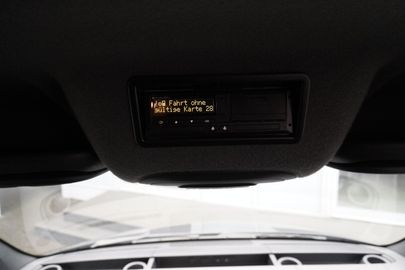 Fahrt ohne
gültige Karte 28